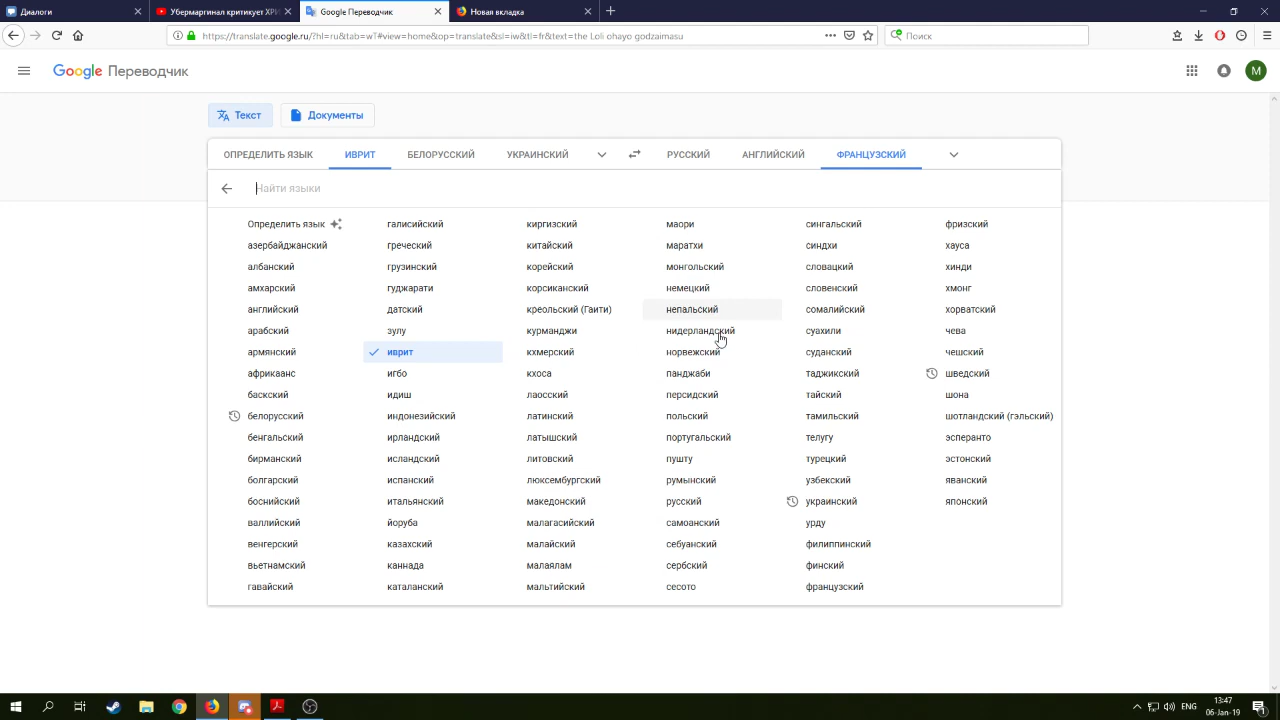 Диалоги
Убермаргинал критикует ХРИ
Google Переводчик
Новая вкладка
https://translate.google.ru/?hl=ru&tab=wT#view=home&op=translate&sl=iw&tl=fr&text=the Loli ohayo godzaimasu
Поиск
Google Переводчик
M
Текст
Документы
ОПРЕДЕЛИТЬ ЯЗЫК ИВРИТ БЕЛОРУССКИЙ УКРАИНСКИЙ РУССКИЙ АНГЛИЙСКИЙ ФРАНЦУЗСКИЙ
Найти языки
Определить язык
азербайджанский
албанский
амхарский
английский
арабский
армянский
африкаанс
баскский
белорусский
бенгальский
бирманский
болгарский
боснийский
валлийский
венгерский
вьетнамский
гавайский
галисийский
греческий
грузинский
гуджарати
датский
зулу
иврит
игбо
идиш
индонезийский
ирландский
исландский
испанский
итальянский
йоруба
казахский
каннада
каталанский
киргизский
китайский
корейский
корсиканский
креольский (Гаити)
курманджи
кхмерский
кхоса
лаосский
латинский
латышский
литовский
люксембургский
македонский
малагасийский
малайский
малаялам
мальтийский
маори
маратхи
монгольский
немецкий
непальский
нидерландский
норвежский
панджаби
персидский
польский
португальский
пушту
румынский
русский
самоанский
себуанский
сербский
сесото
сингальский
синдхи
словацкий
словенский
сомалийский
суахили
суданский
таджикский
тайский
тамильский
телугу
турецкий
узбекский
украинский
урду
филиппинский
финский
французский
фризский
хауса
хинди
хмонг
хорватский
чева
чешский
шведский
шона
шотландский (гэльский)
эсперанто
эстонский
яванский
японский
ENG
13:47
06-Jan-19
1